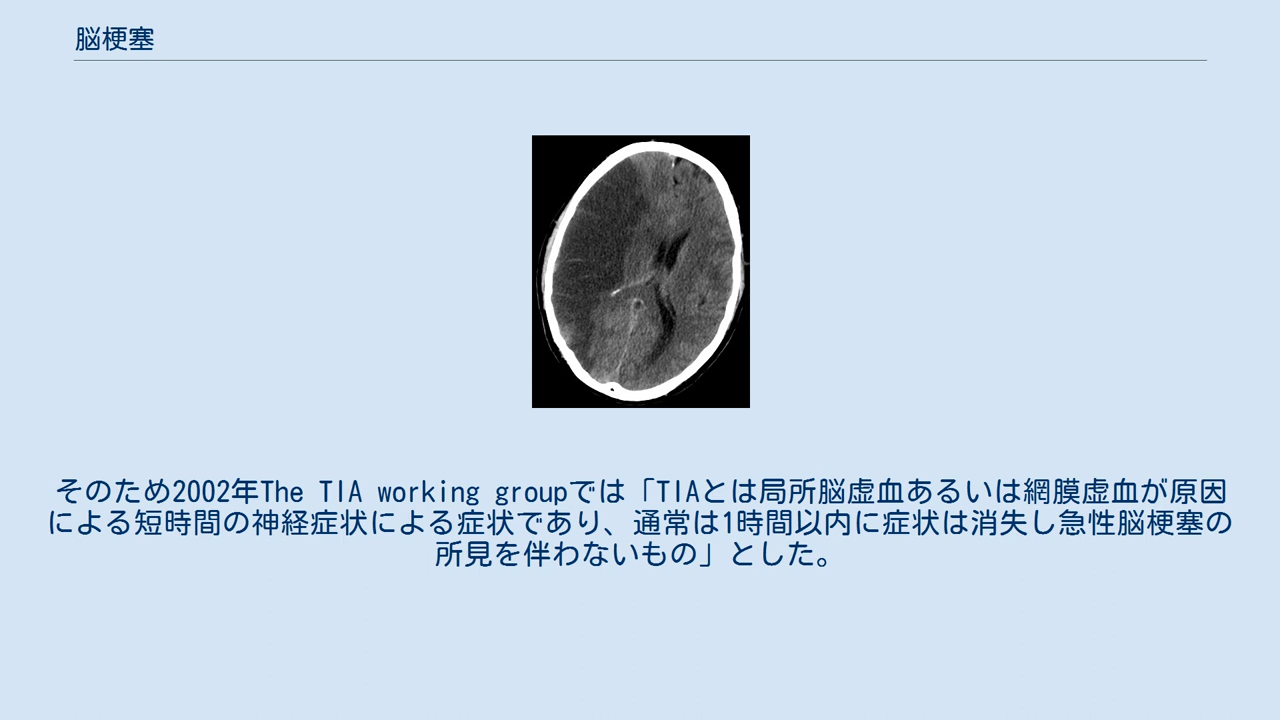 脳梗塞
そのため2002年The TIA working groupでは「TIAとは局所脳虚血あるいは網膜虚血が原因
による短時間の神経症状による症状であり、通常は1時間以内に症状は消失し急性脳梗塞の
所見を伴わないもの」とした。